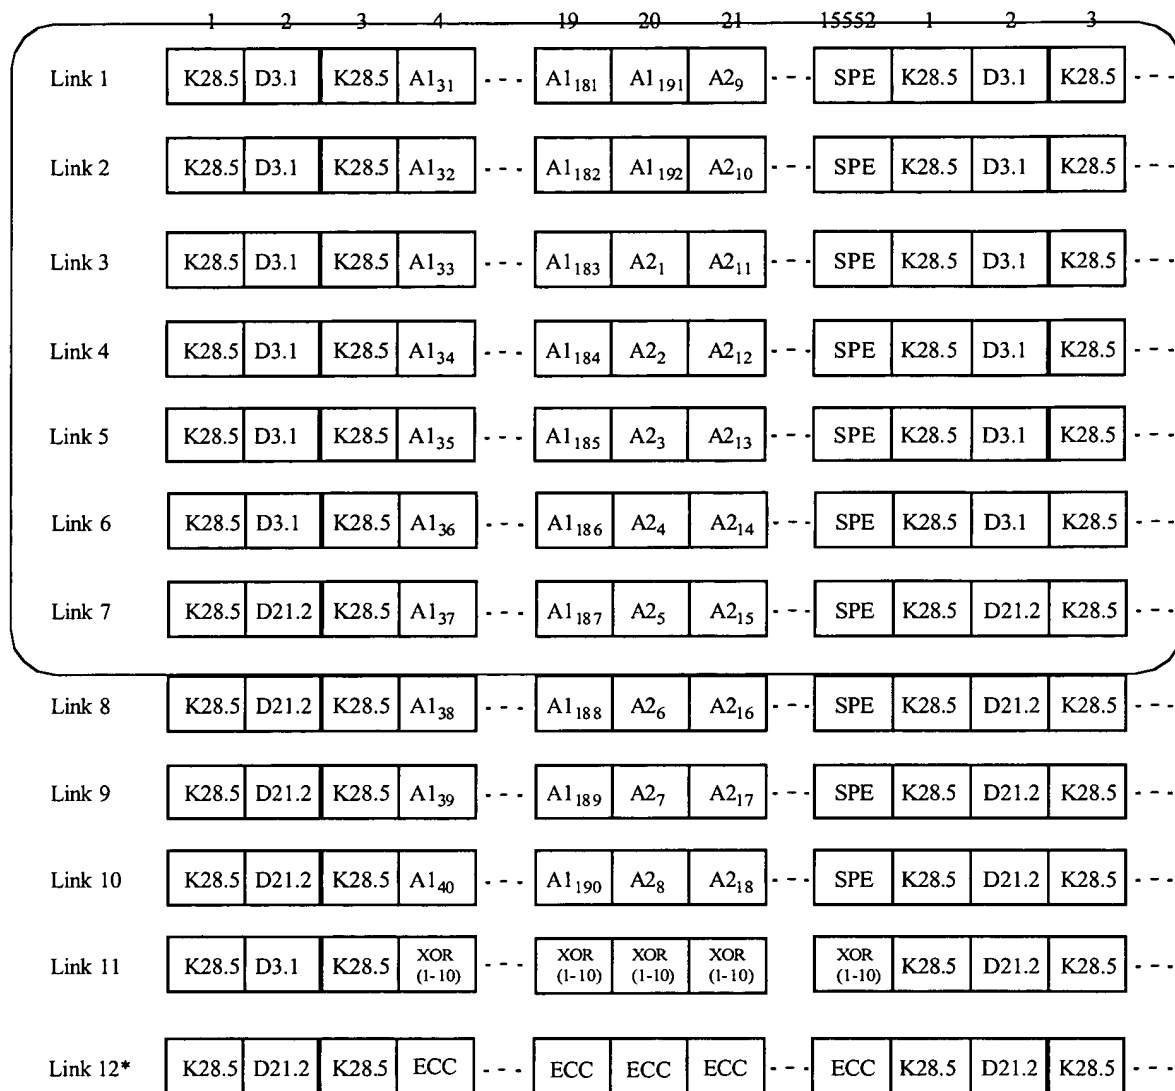 1 2 3 4 19 20 21 15552 1 2 3
Link 1 K28.5 D3.1 K28.5 A1₃₁ - - - A1₁₈₁ A1₁₉₁ A2₉ - - - SPE K28.5 D3.1 K28.5 - - -
Link 2 K28.5 D3.1 K28.5 A1₃₂ - - - A1₁₈₂ A1₁₉₂ A2₁₀ - - - SPE K28.5 D3.1 K28.5 - - -
Link 3 K28.5 D3.1 K28.5 A1₃₃ - - - A1₁₈₃ A2₁ A2₁₁ - - - SPE K28.5 D3.1 K28.5 - - -
Link 4 K28.5 D3.1 K28.5 A1₃₄ - - - A1₁₈₄ A2₂ A2₁₂ - - - SPE K28.5 D3.1 K28.5 - - -
Link 5 K28.5 D3.1 K28.5 A1₃₅ - - - A1₁₈₅ A2₃ A2₁₃ - - - SPE K28.5 D3.1 K28.5 - - -
Link 6 K28.5 D3.1 K28.5 A1₃₆ - - - A1₁₈₆ A2₄ A2₁₄ - - - SPE K28.5 D3.1 K28.5 - - -
Link 7 K28.5 D21.2 K28.5 A1₃₇ - - - A1₁₈₇ A2₅ A2₁₅ - - - SPE K28.5 D21.2 K28.5 - - -
Link 8 K28.5 D21.2 K28.5 A1₃₈ - - - A1₁₈₈ A2₆ A2₁₆ - - - SPE K28.5 D21.2 K28.5 - - -
Link 9 K28.5 D21.2 K28.5 A1₃₉ - - - A1₁₈₉ A2₇ A2₁₇ - - - SPE K28.5 D21.2 K28.5 - - -
Link 10 K28.5 D21.2 K28.5 A1₄₀ - - - A1₁₉₀ A2₈ A2₁₈ - - - SPE K28.5 D21.2 K28.5 - - -
Link 11 K28.5 D3.1 K28.5 XOR (1-10) - - - XOR (1-10) XOR (1-10) XOR (1-10) XOR (1-10) K28.5 D21.2 K28.5 - - -
Link 12* K28.5 D21.2 K28.5 ECC - - - ECC ECC ECC - - - ECC K28.5 D21.2 K28.5 - - -